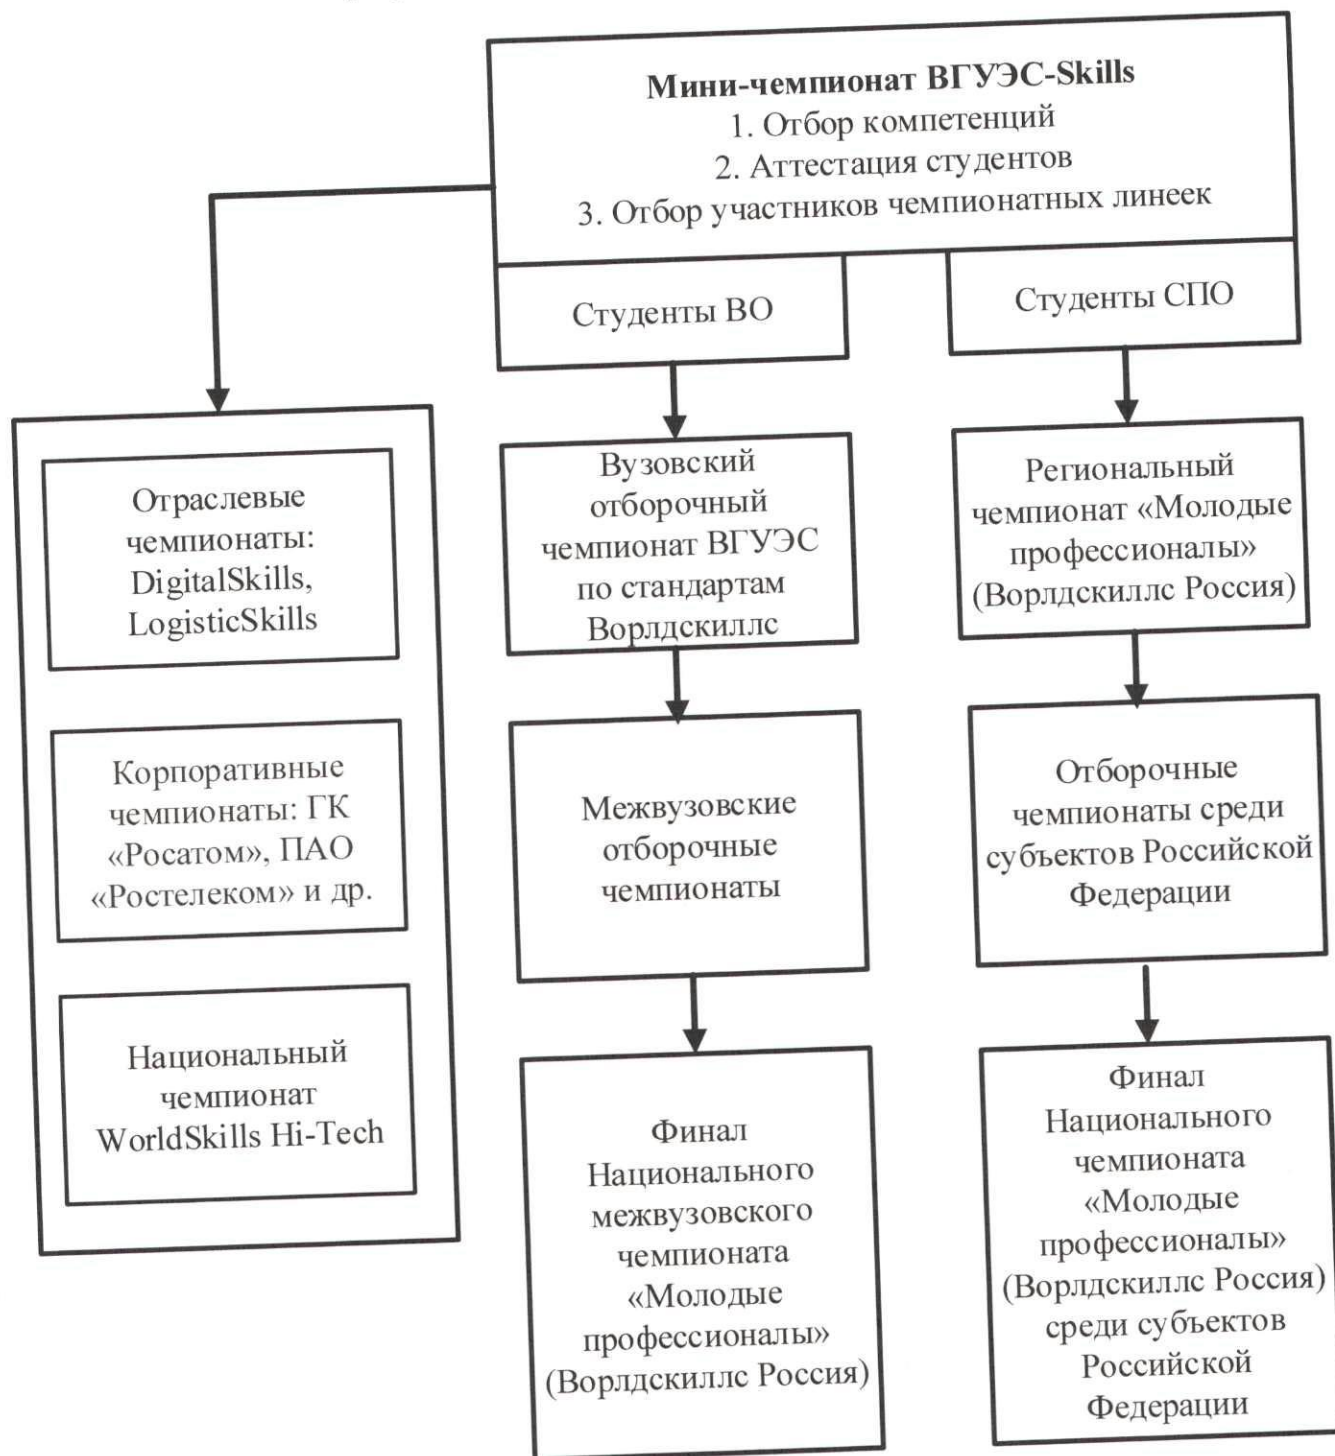 Мини-чемпионат ВГУЭС-Skills
1. Отбор компетенций
2. Аттестация студентов
3. Отбор участников чемпионатных линеек
Студенты ВО
Студенты СПО
Отраслевые
чемпионаты:
DigitalSkills,
LogisticSkills
Корпоративные
чемпионаты: ГК
«Росатом», ПАО
«Ростелеком» и др.
Национальный
чемпионат
WorldSkills Hi-Tech
Вузовский
отборочный
чемпионат ВГУЭС
по стандартам
Ворлдскиллс
Межвузовские
отборочные
чемпионаты
Финал
Национального
межвузовского
чемпионата
«Молодые
профессионалы»
(Ворлдскиллс Россия)
Региональный
чемпионат «Молодые
профессионалы»
(Ворлдскиллс Россия)
Отборочные
чемпионаты среди
субъектов Российской
Федерации
Финал
Национального
чемпионата
«Молодые
профессионалы»
(Ворлдскиллс Россия)
среди субъектов
Российской
Федерации